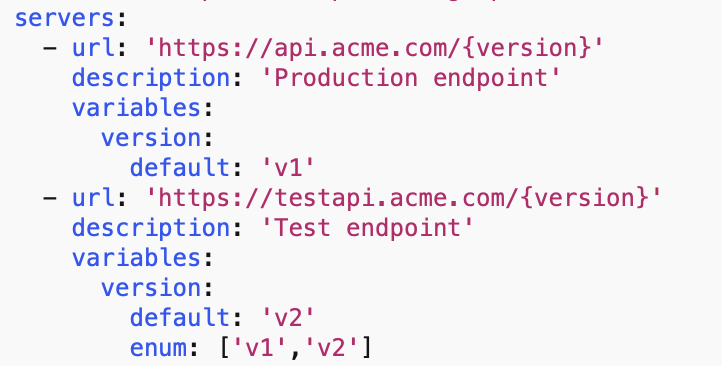 servers:
  - url: 'https://api.acme.com/{version}'
    description: 'Production endpoint'
    variables:
      version:
        default: 'v1'
  - url: 'https://testapi.acme.com/{version}'
    description: 'Test endpoint'
    variables:
      version:
        default: 'v2'
        enum: ['v1','v2']